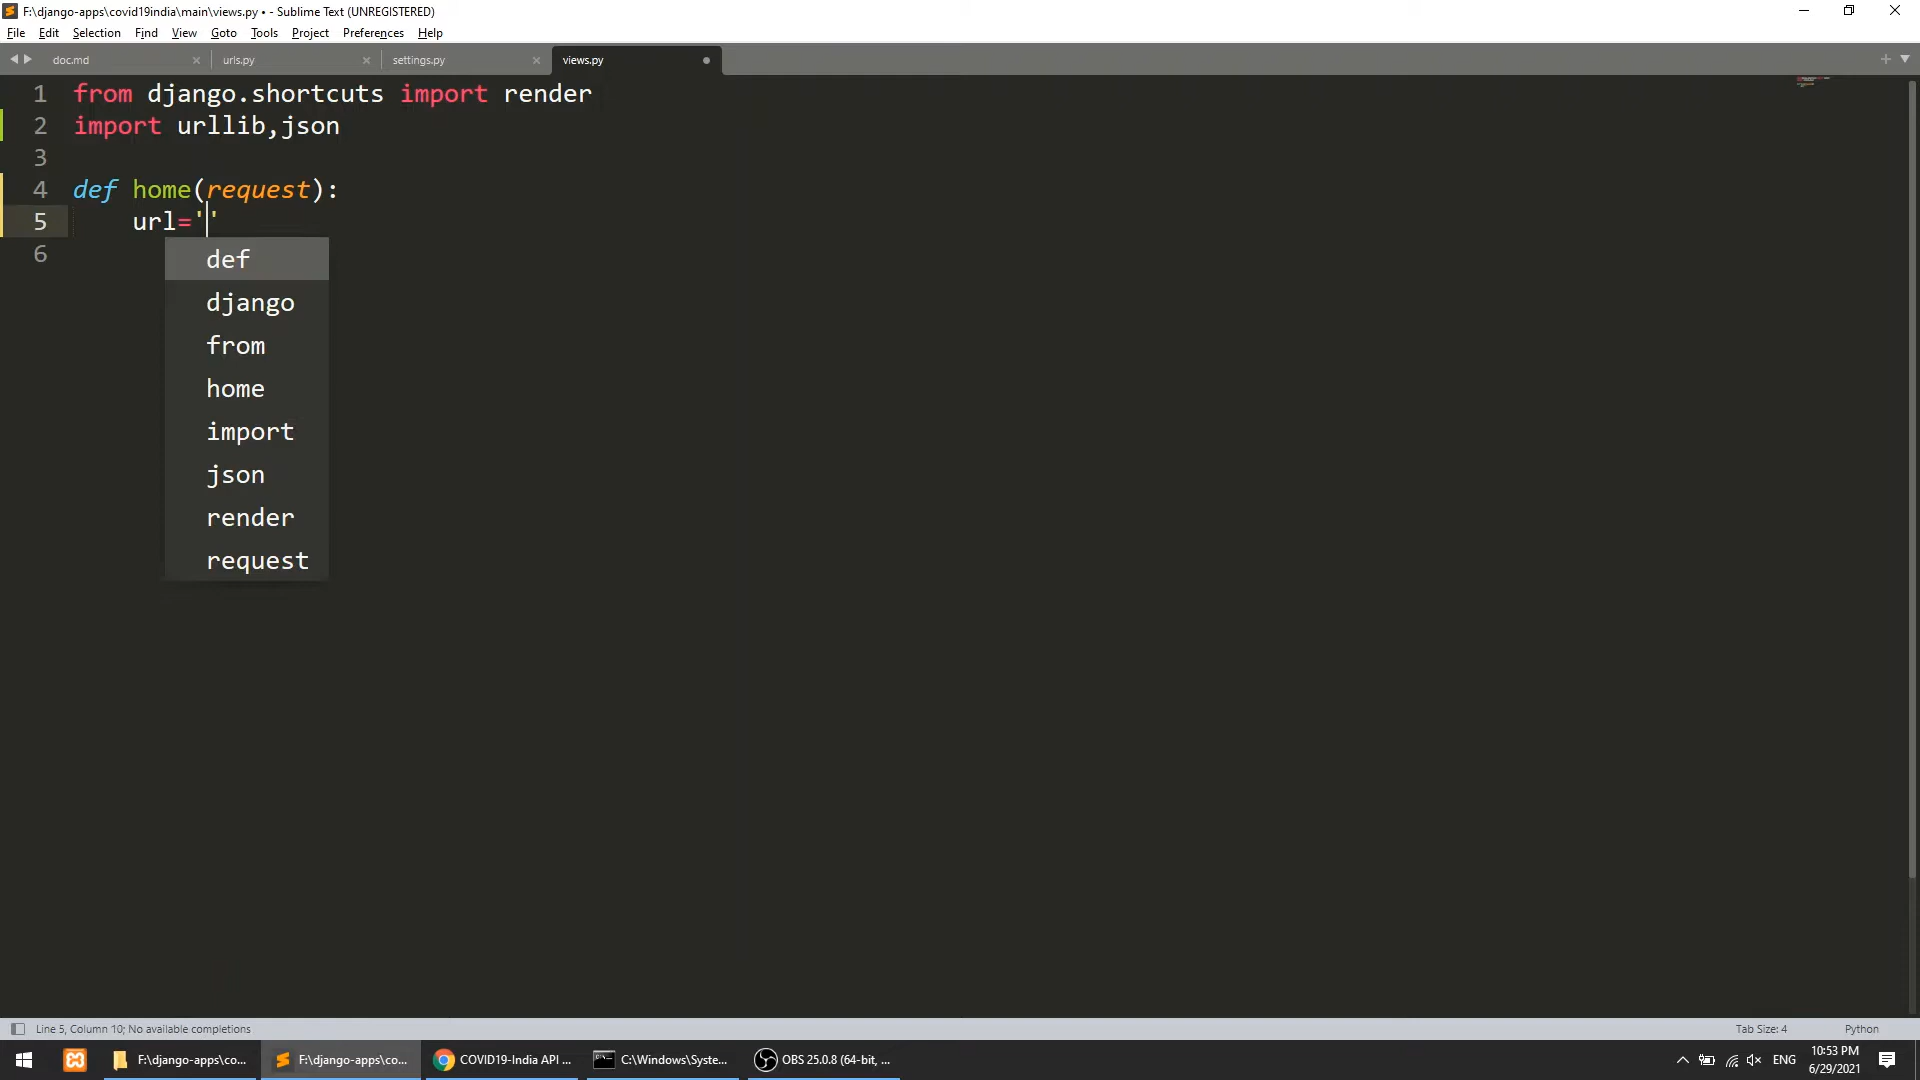 F:\django-apps\covid19india\main\views.py • - Sublime Text (UNREGISTERED)
File Edit Selection Find View Goto Tools Project Preferences Help
doc.md urls.py settings.py views.py
1 from django.shortcuts import render
2 import urllib,json
3
4 def home(request):
5 url=''
6
def
django
from
home
import
json
render
request
Line 5, Column 10; No available completions Tab Size: 4 Python
F:\django-apps\co... F:\django-apps\co... COVID19-India API ... C:\Windows\Syste... OBS 25.0.8 (64-bit, ... ENG 10:53 PM
6/29/2021